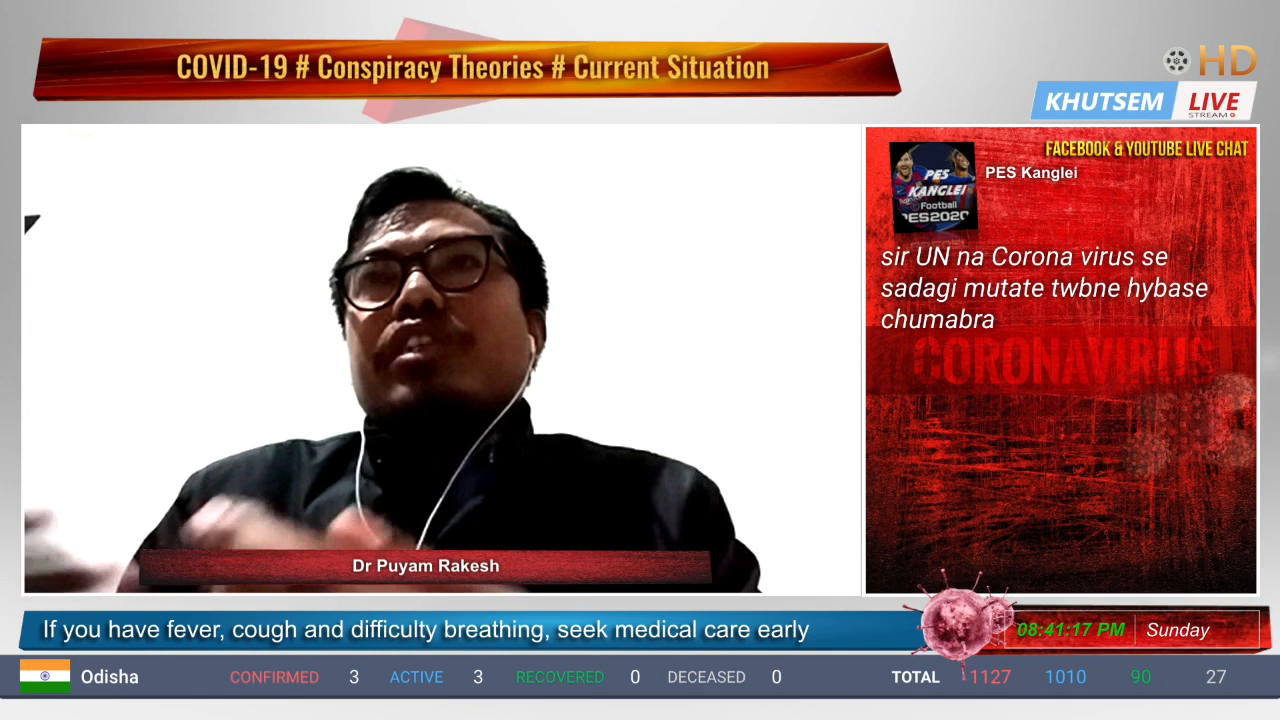 COVID-19 # Conspiracy Theories # Current Situation
HD
KHUTSEM LIVE
STREAM
FACEBOOK & YOUTUBE LIVE CHAT
PES Kanglei
PES
KANGLEI
Football
PES2020
sir UN na Corona virus se
sadagi mutate twbne hybase
chumabra
CORONAVIRUS
Dr Puyam Rakesh
If you have fever, cough and difficulty breathing, seek medical care early
08:41:17 PM Sunday
Odisha CONFIRMED 3 ACTIVE 3 RECOVERED 0 DECEASED 0 TOTAL 1127 1010 90 27